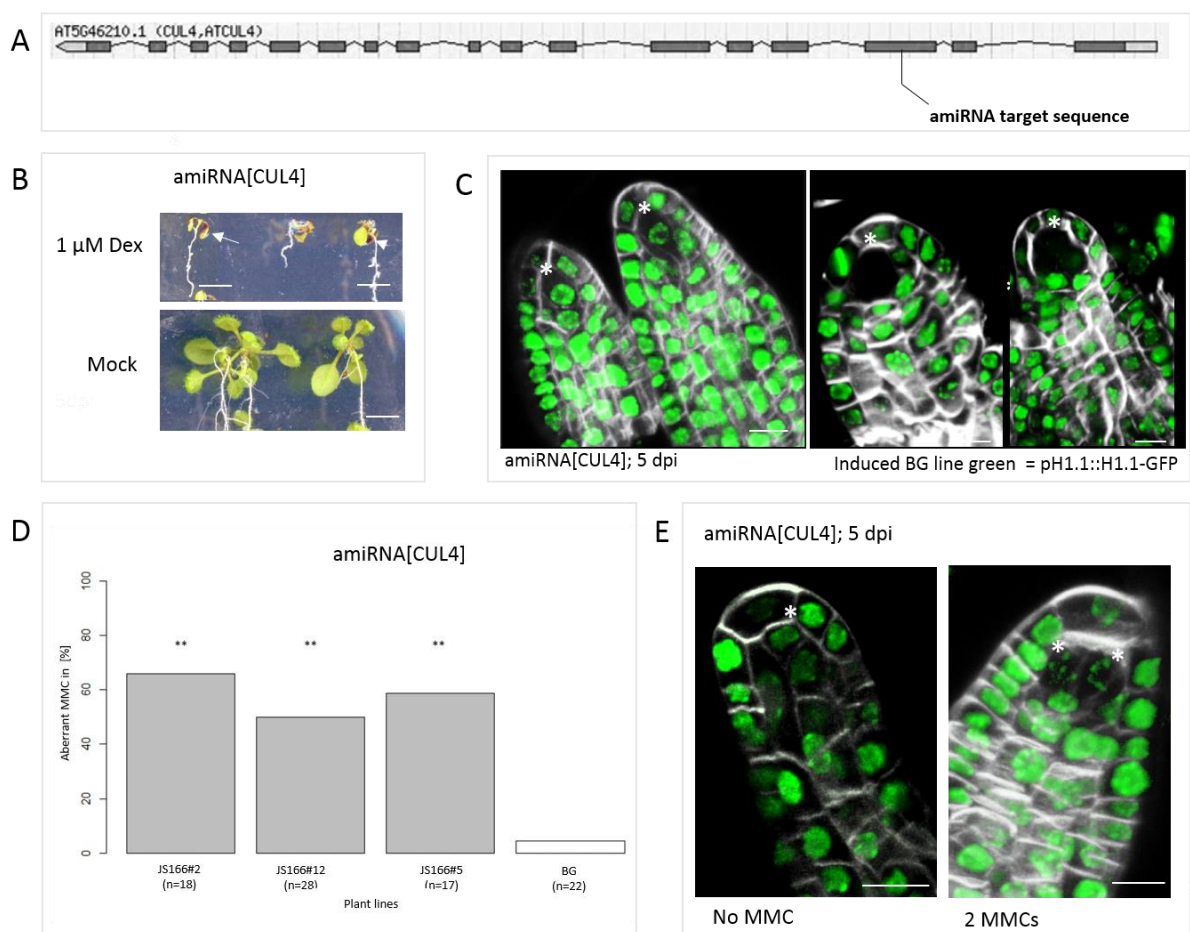 A
AT5G46210.1 (CUL4,ATCUL4)
amiRNA target sequence
B
amiRNA[CUL4]
1 µM Dex
Mock
C
* * * *
amiRNA[CUL4]; 5 dpi
Induced BG line green = pH1.1::H1.1-GFP
D
amiRNA[CUL4]
Aberrant MMC in [%]
100
80
60
40
20
0
** ** **
JS166#2 JS166#12 JS166#5 BG
(n=18) (n=28) (n=17) (n=22)
Plant lines
E
amiRNA[CUL4]; 5 dpi
* * *
No MMC 2 MMCs